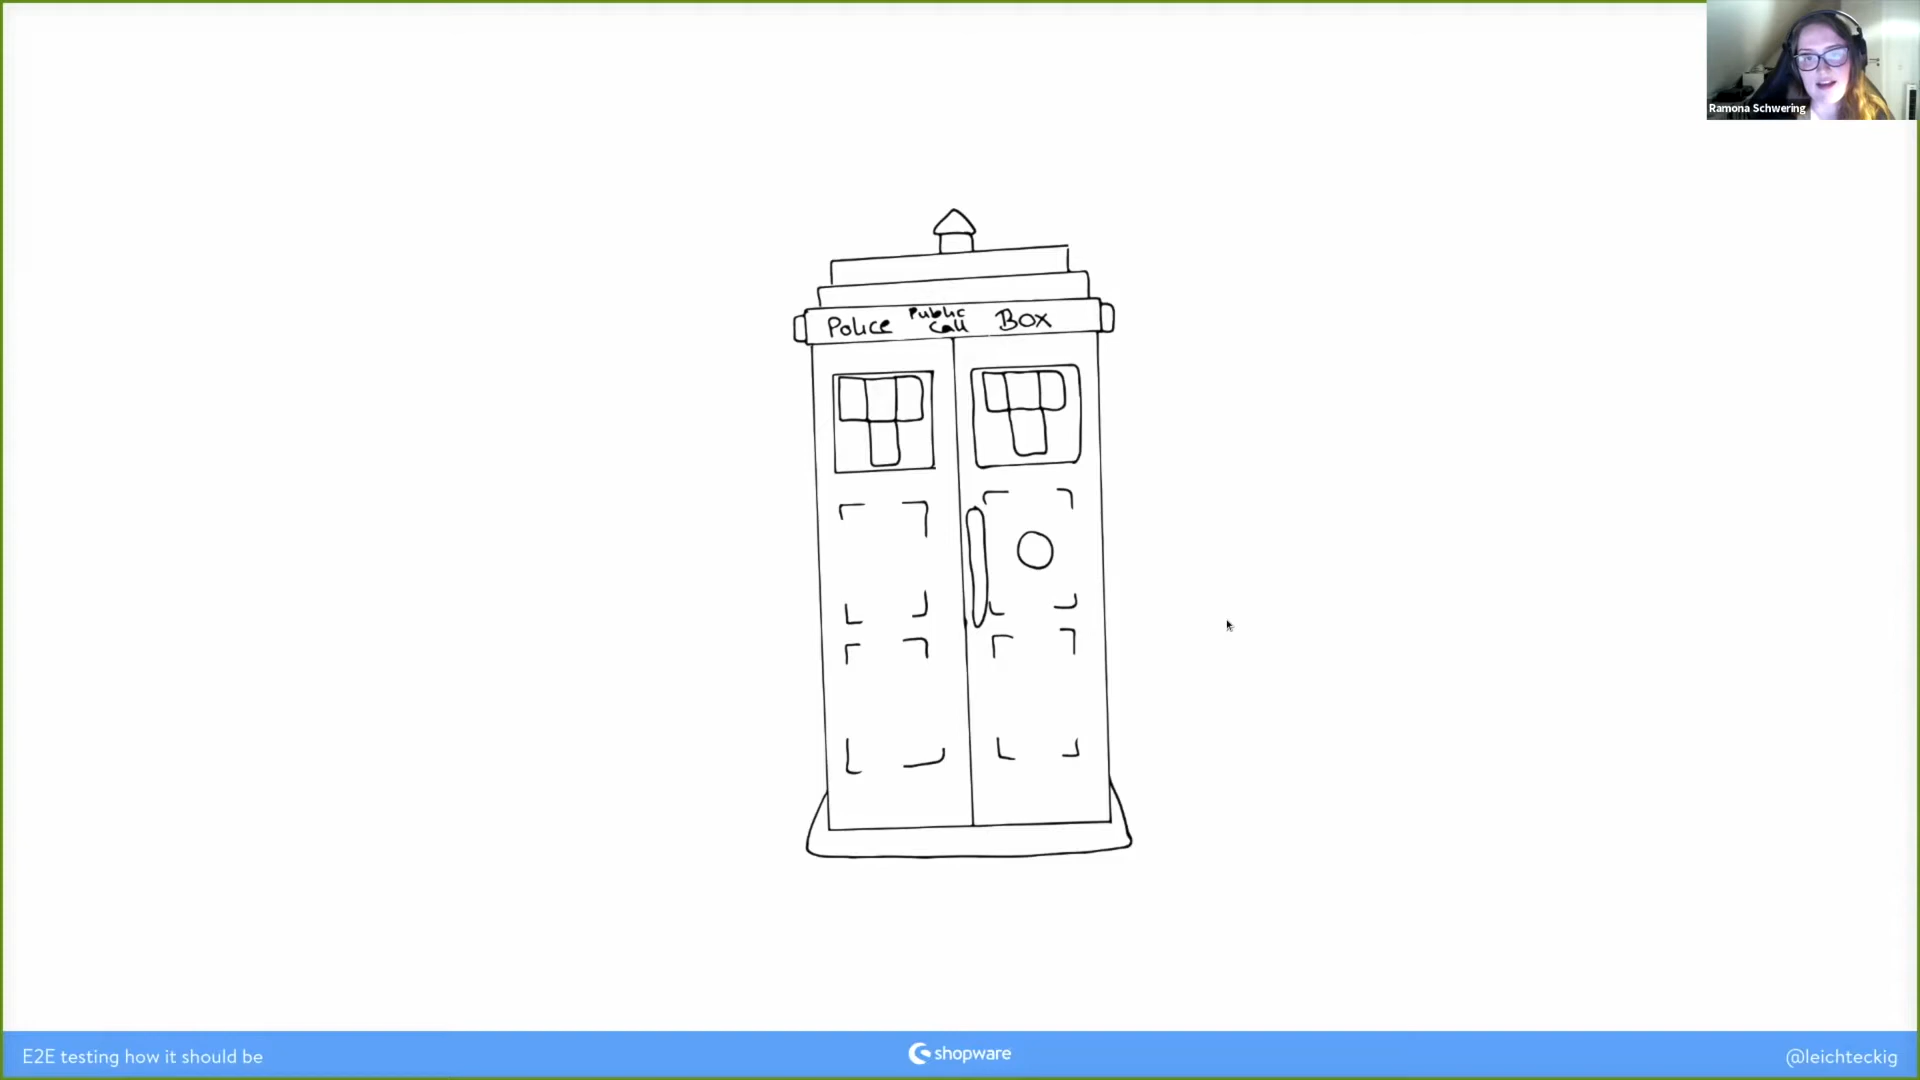 Ramona Schwering
Police Public Call Box
E2E testing how it should be
shopware
@leichteckig